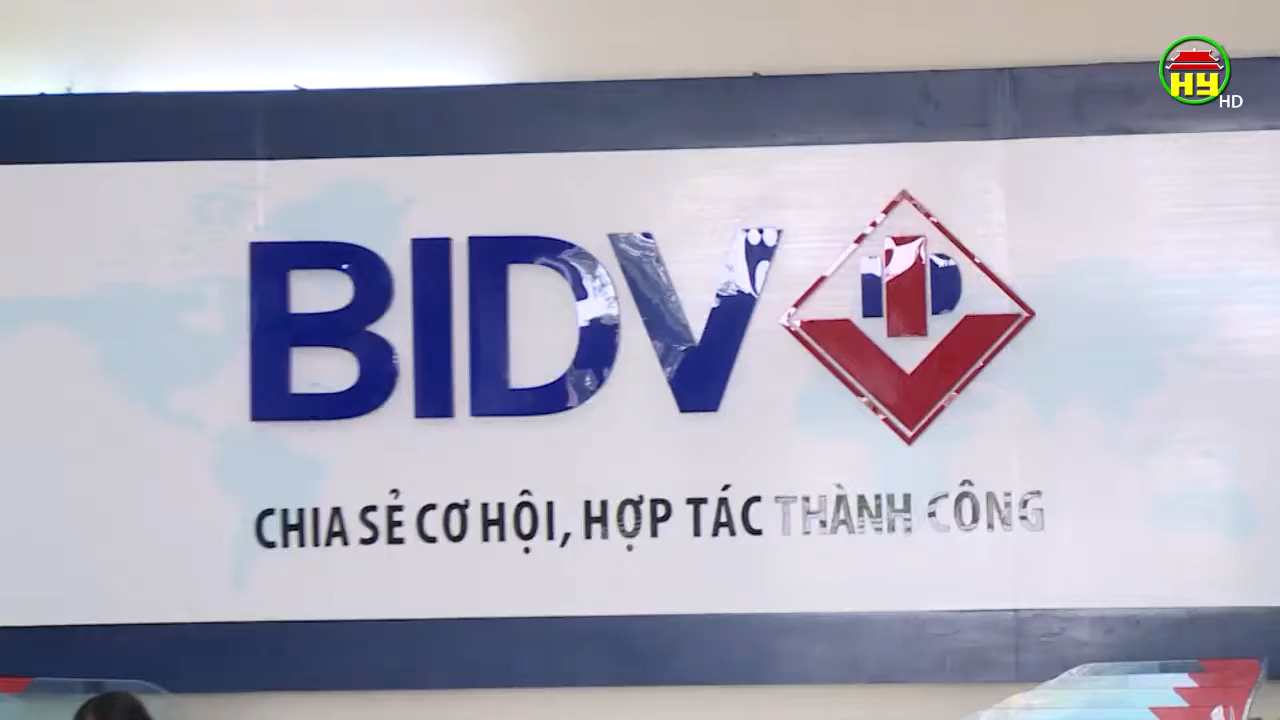 HY
HD
BIDV
CHIA SẺ CƠ HỘI, HỢP TÁC THÀNH CÔNG